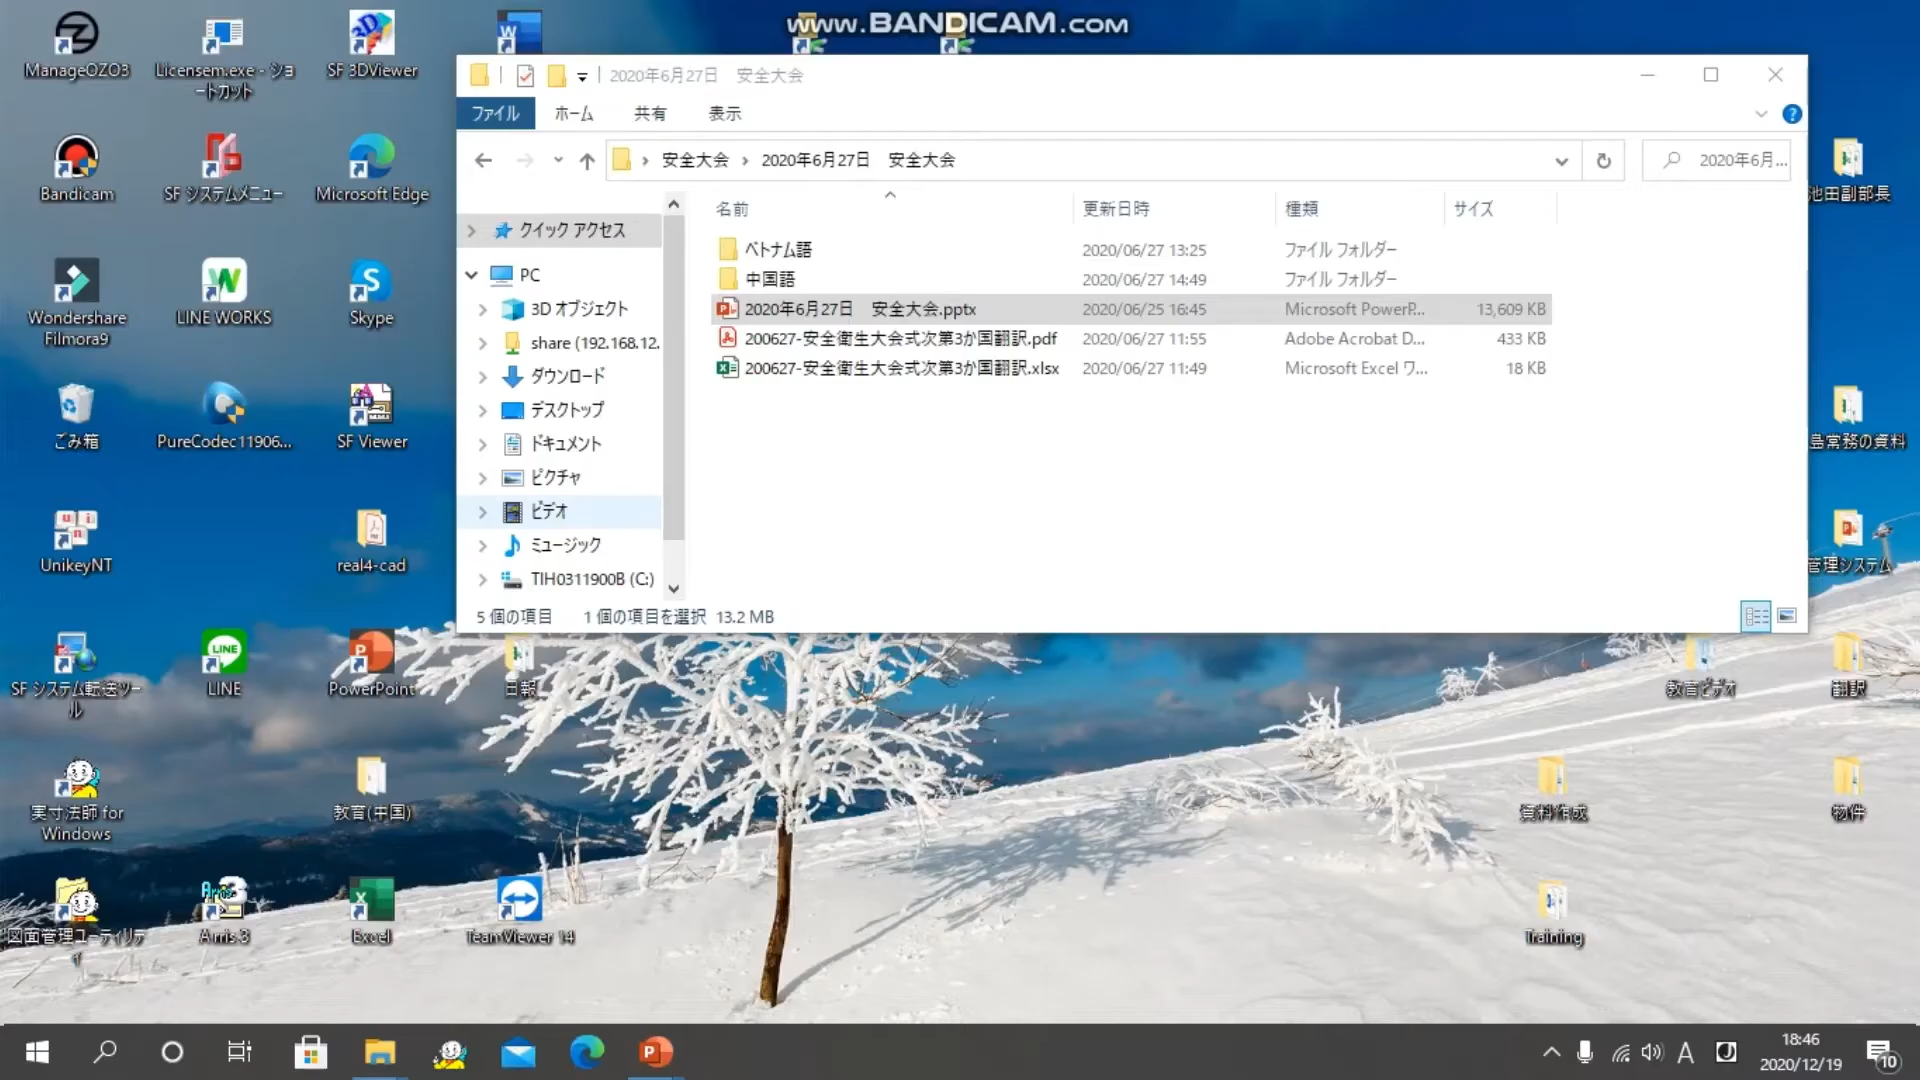 www.BANDICAM.com
ManageOZO3
Licensem.exe - ショ
ートカット
SF 3DViewer
2020年6月27日　安全大会
ファイル
ホーム
共有
表示
安全大会 › 2020年6月27日　安全大会
2020年6月...
Bandicam
SF システムメニュー
Microsoft Edge
池田副部長
名前
更新日時
種類
サイズ
クイック アクセス
PC
3D オブジェクト
share (192.168.12.
ダウンロード
デスクトップ
ドキュメント
ピクチャ
ビデオ
ミュージック
TIH0311900B (C:)
ベトナム語 2020/06/27 13:25 ファイル フォルダー
中国語 2020/06/27 14:49 ファイル フォルダー
2020年6月27日　安全大会.pptx 2020/06/25 16:45 Microsoft PowerP... 13,609 KB
200627-安全衛生大会式次第3か国翻訳.pdf 2020/06/27 11:55 Adobe Acrobat D... 433 KB
200627-安全衛生大会式次第3か国翻訳.xlsx 2020/06/27 11:49 Microsoft Excel ワ... 18 KB
5 個の項目
1 個の項目を選択 13.2 MB
Wondershare
Filmora9
LINE WORKS
Skype
ごみ箱
PureCodec11906...
SF Viewer
島常務の資料
UnikeyNT
real4-cad
管理システム
SF システム転送ツー
ル
LINE
PowerPoint
日報
教育ビデオ
翻訳
実寸法師 for
Windows
教育(中国)
資料作成
物件
図面管理ユーティリテ
ィ
Arris 3
Excel
TeamViewer 14
Training
A
18:46
2020/12/19
10